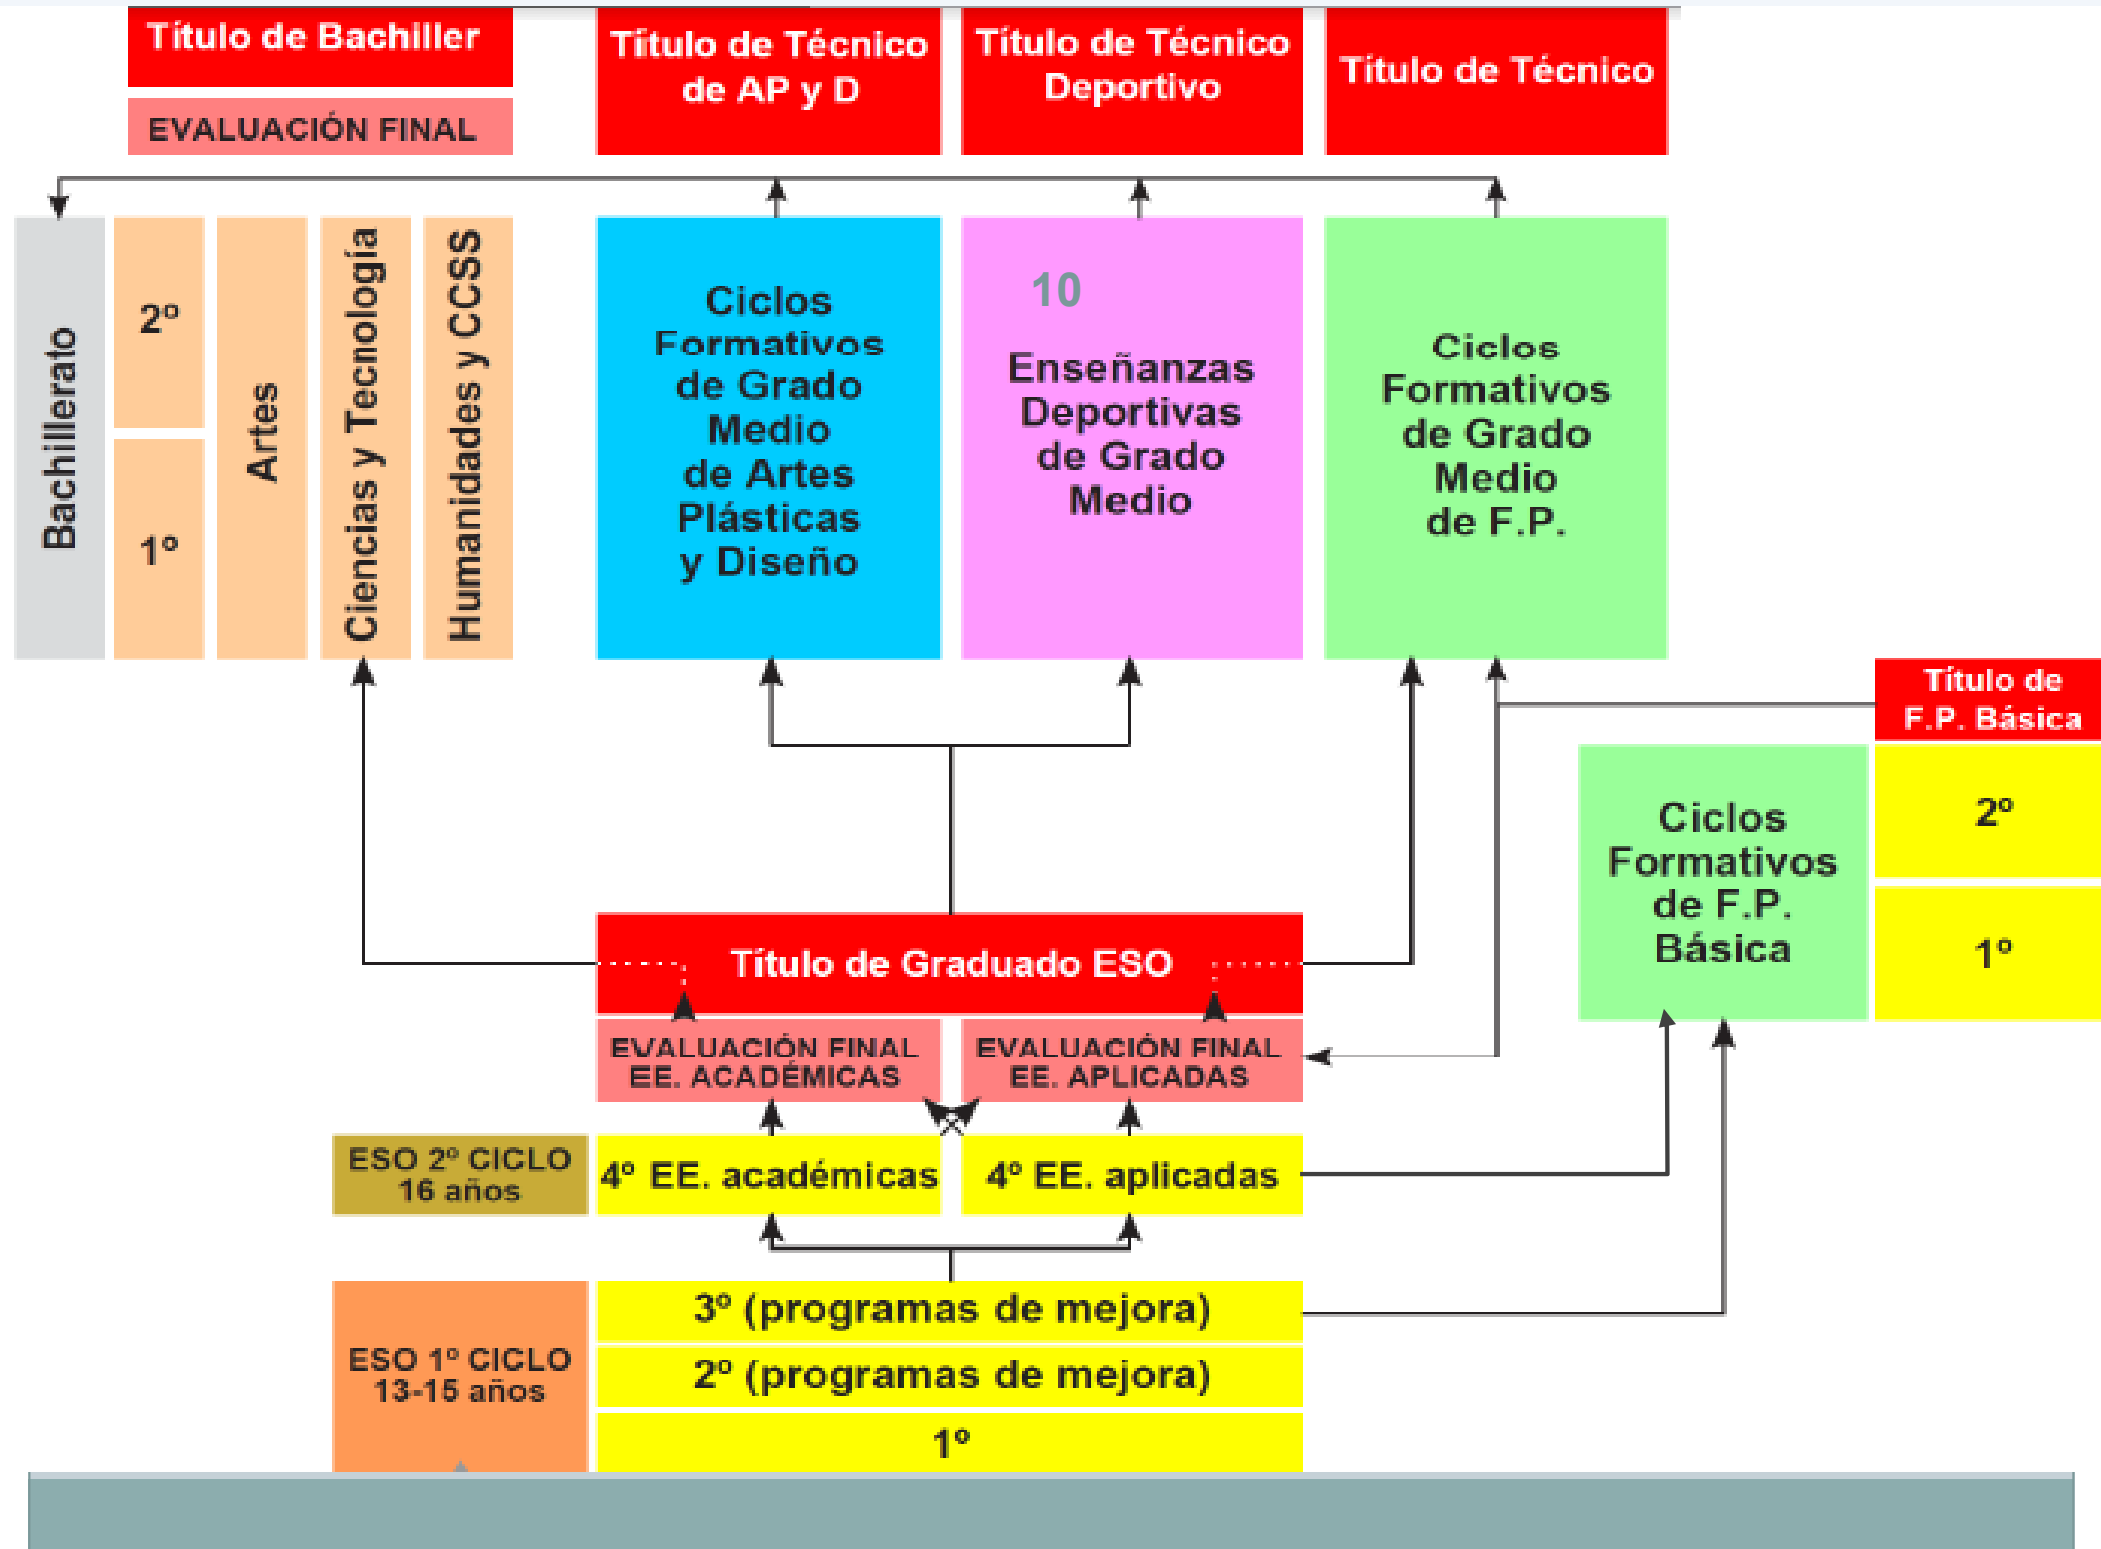 Título de Bachiller
EVALUACIÓN FINAL
Título de Técnico
de AP y D
Título de Técnico
Deportivo
Título de Técnico
Bachillerato
2º
1º
Artes
Ciencias y Tecnología
Humanidades y CCSS
Ciclos
Formativos
de Grado
Medio
de Artes
Plásticas
y Diseño
10
Enseñanzas
Deportivas
de Grado
Medio
Ciclos
Formativos
de Grado
Medio
de F.P.
Título de
F.P. Básica
2º
1º
Ciclos
Formativos
de F.P.
Básica
Título de Graduado ESO
EVALUACIÓN FINAL
EE. ACADÉMICAS
EVALUACIÓN FINAL
EE. APLICADAS
ESO 2º CICLO
16 años
4º EE. académicas
4º EE. aplicadas
ESO 1º CICLO
13-15 años
3º (programas de mejora)
2º (programas de mejora)
1º